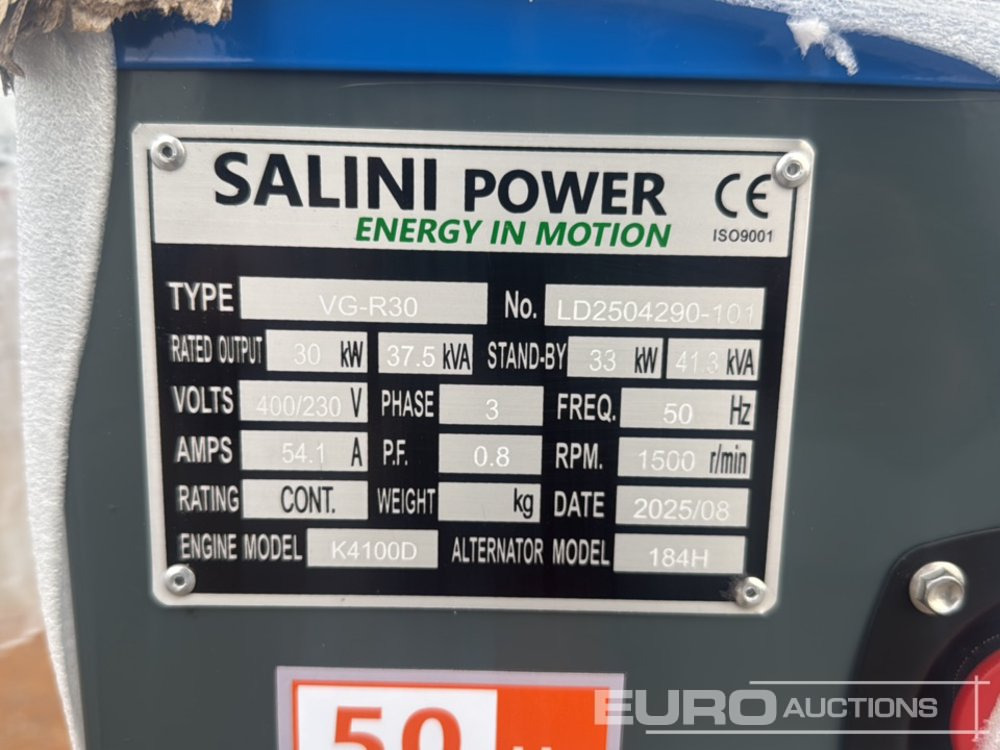 SALINI POWER CE
ENERGY IN MOTION ISO9001
TYPE VG-R30 No. LD2504290-101
RATED OUTPUT 30 kW 37.5 kVA STAND-BY 33 kW 41.3 kVA
VOLTS 400/230 V PHASE 3 FREQ. 50 Hz
AMPS 54.1 A P.F. 0.8 RPM. 1500 r/min
RATING CONT. WEIGHT kg DATE 2025/08
ENGINE MODEL K4100D ALTERNATOR MODEL 184H
50
EURO AUCTIONS